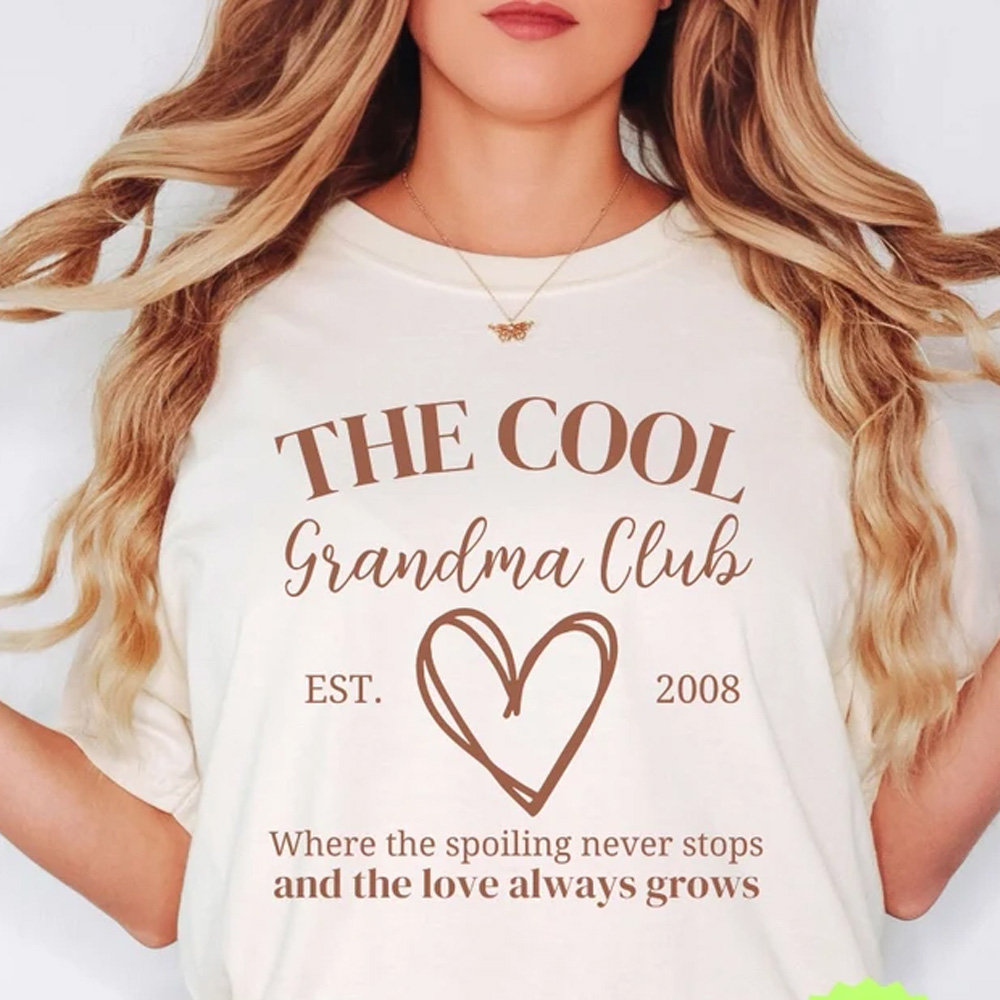 THE COOL
Grandma Club
EST. 2008
Where the spoiling never stops
and the love always grows